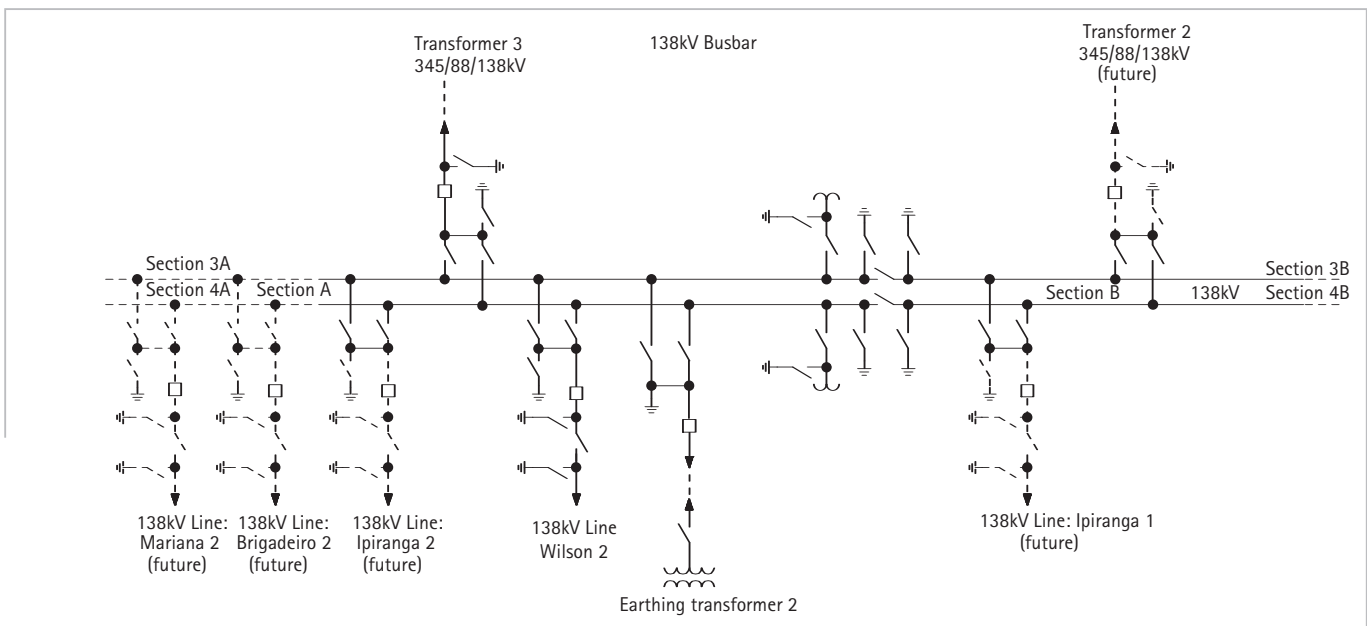 Transformer 3
345/88/138kV
138kV Busbar
Transformer 2
345/88/138kV
(future)
Section 3A
Section 4A
Section A
Section B
138kV
Section 3B
Section 4B
138kV Line:
Mariana 2
(future)
138kV Line:
Brigadeiro 2
(future)
138kV Line:
Ipiranga 2
(future)
138kV Line
Wilson 2
138kV Line: Ipiranga 1
(future)
Earthing transformer 2